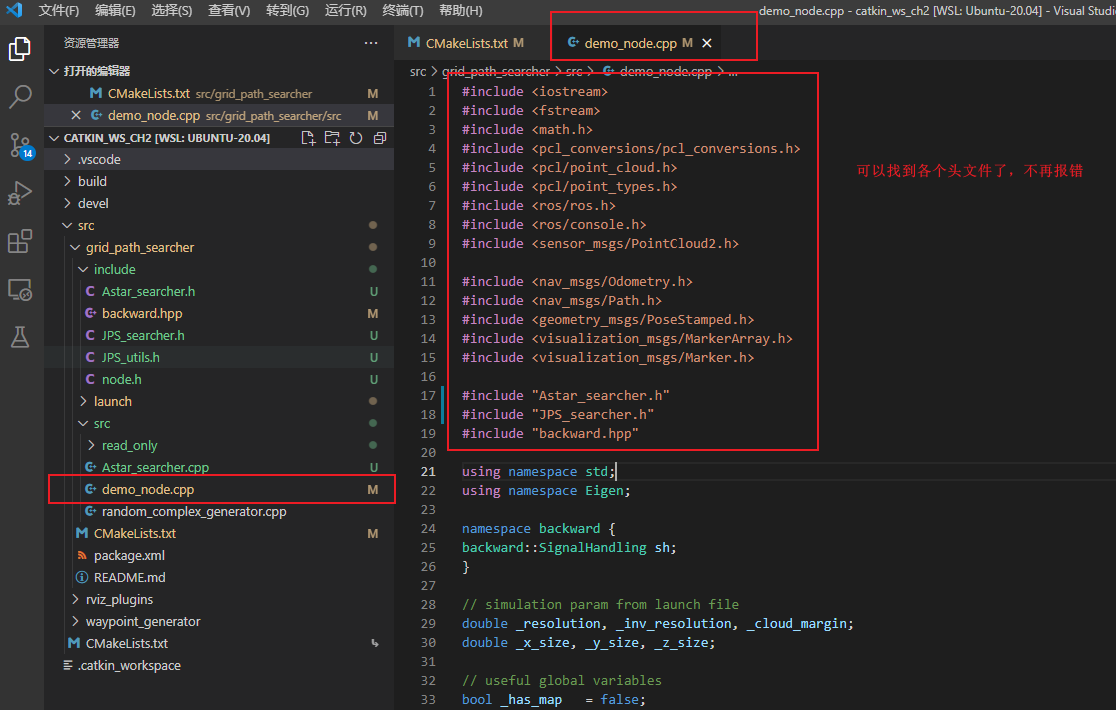 文件(F) 编辑(E) 选择(S) 查看(V) 转到(G) 运行(R) 终端(T) 帮助(H) demo_node.cpp - catkin_ws_ch2 [WSL: Ubuntu-20.04] - Visual Studi
资源管理器 ···
打开的编辑器
M CMakeLists.txt src/grid_path_searcher M
demo_node.cpp src/grid_path_searcher/src M
CATKIN_WS_CH2 [WSL: UBUNTU-20.04]
14
.vscode
build
devel
src
grid_path_searcher
include
C Astar_searcher.h U
backward.hpp M
C JPS_searcher.h U
C JPS_utils.h U
C node.h U
launch
src
read_only
Astar_searcher.cpp U
demo_node.cpp M
random_complex_generator.cpp
M CMakeLists.txt M
package.xml
README.md
rviz_plugins
waypoint_generator
M CMakeLists.txt
.catkin_workspace
M CMakeLists.txt M demo_node.cpp M
src > grid_path_searcher > src > demo_node.cpp > ...
1 #include <iostream>
2 #include <fstream>
3 #include <math.h>
4 #include <pcl_conversions/pcl_conversions.h>
5 #include <pcl/point_cloud.h>
6 #include <pcl/point_types.h>
7 #include <ros/ros.h>
8 #include <ros/console.h>
9 #include <sensor_msgs/PointCloud2.h>
10
11 #include <nav_msgs/Odometry.h>
12 #include <nav_msgs/Path.h>
13 #include <geometry_msgs/PoseStamped.h>
14 #include <visualization_msgs/MarkerArray.h>
15 #include <visualization_msgs/Marker.h>
16
17 #include "Astar_searcher.h"
18 #include "JPS_searcher.h"
19 #include "backward.hpp"
20
21 using namespace std;
22 using namespace Eigen;
23
24 namespace backward {
25 backward::SignalHandling sh;
26 }
27
28 // simulation param from launch file
29 double _resolution, _inv_resolution, _cloud_margin;
30 double _x_size, _y_size, _z_size;
31
32 // useful global variables
33 bool _has_map = false;
可以找到各个头文件了，不再报错